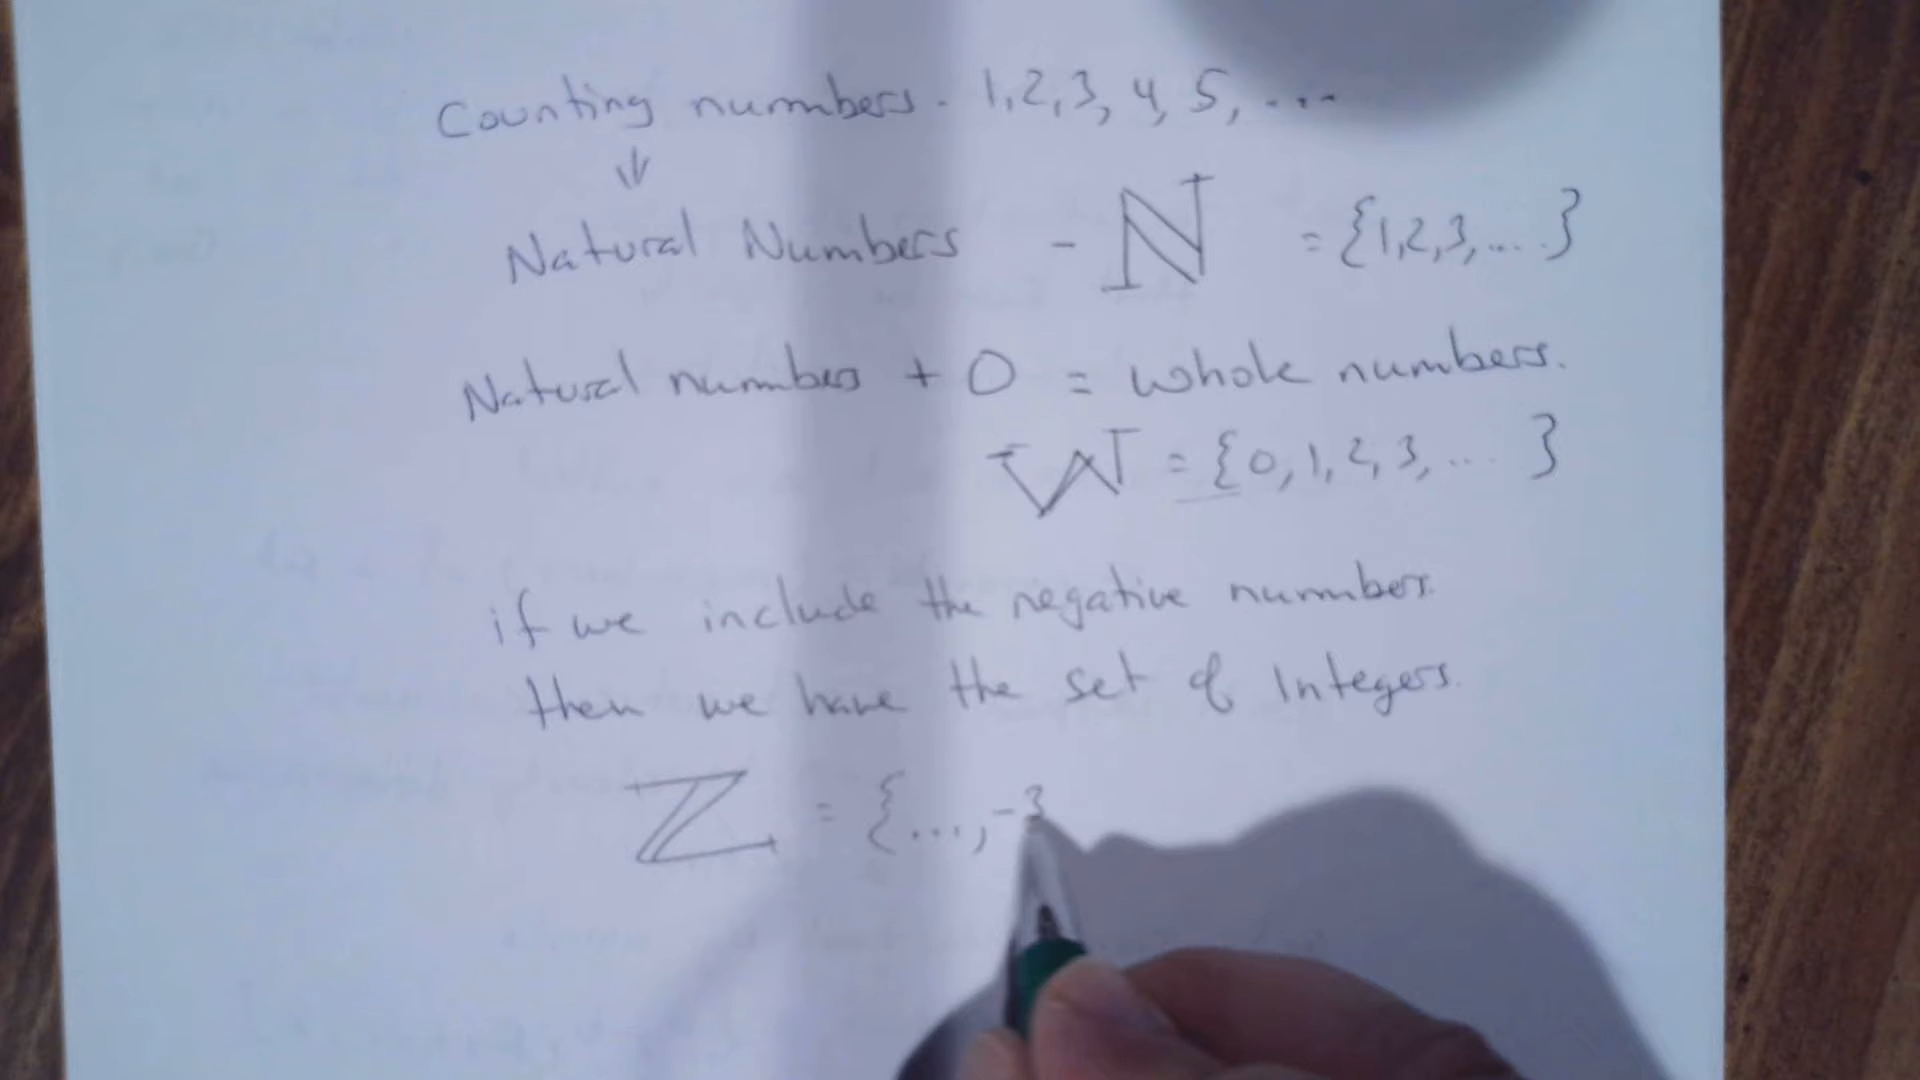 Counting numbers - 1, 2, 3, 4, 5, ...
⇓
Natural Numbers - ℕ = {1, 2, 3, ... }
Natural numbers + 0 = whole numbers.
𝕎 = {0, 1, 2, 3, ... }
if we include the negative numbers.
then we have the set of Integers.
ℤ = {..., -3